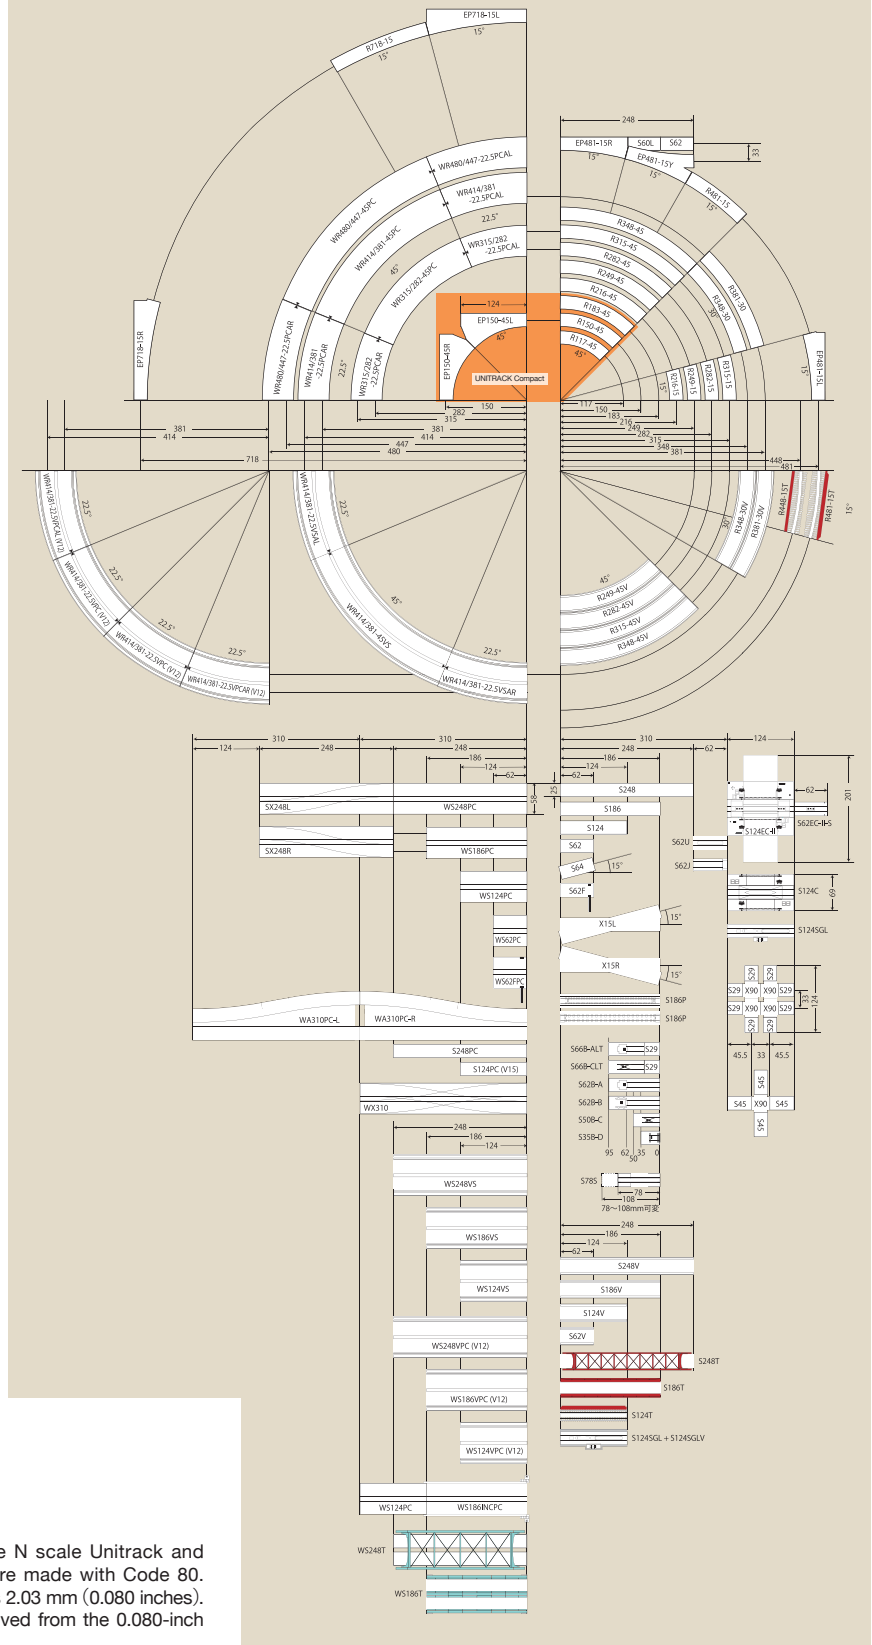 EP718-15L
15°
R718-15
15°
248
EP481-15R
S60L
S62
15°
EP481-15Y
15°
33
R481-15
15°
WR480/447-22.5PCAL
WR480/447-45PC
WR414/381
-22.5PCAL
WR414/381-45PC
22.5°
WR315/282
-22.5PCAL
45°
WR315/282-45PC
R348-45
R315-45
R282-45
R249-45
R216-45
R183-45
R150-45
R117-45
45°
R381-30
R348-30
30°
124
EP150-45L
45°
EP150-45R
UNITRACK Compact
EP718-15R
WR480/447-22.5PCAR
WR414/381
-22.5PCAR
22.5°
WR315/282
-22.5PCAR
15°
R216-15
R249-15
R282-15
R315-15
15°
EP481-15L
150
282
315
381
414
447
480
718
381
414
117
150
183
216
249
282
315
348
381
448
481
WR414/381-22.5VPCAL (V12)
22.5°
WR414/381-22.5VPC (V12)
22.5°
WR414/381-22.5VPC (V12)
22.5°
WR414/381-22.5VPCAR (V12)
22.5°
WR414/381-22.5VSAL
22.5°
WR414/381-45VS
45°
WR414/381-22.5VSAR
22.5°
45°
R249-45V
R282-45V
R315-45V
R348-45V
30°
R348-30V
R381-30V
R448-15T
R481-15T
15°
310
310
124
248
248
186
124
62
SX248L
WS248PC
25
58
SX248R
WS186PC
WS124PC
WS62PC
WS62FPC
WA310PC-L
WA310PC-R
S248PC
S124PC (V15)
WX310
310
124
248
62
186
124
62
S248
S186
S124
S62
S64
15°
S62F
X15L
15°
X15R
15°
S186P
S186P
S62U
S62J
S124EC-II
62
S62EC-II-S
201
S124C
69
S124SGL
S29
S29
S29
X90
X90
S29
S29
X90
X90
S29
S29
S29
33
124
45.5
33
45.5
S45
S45
X90
S45
S45
S66B-ALT
S29
S66B-CLT
S29
S62B-A
S62B-B
S50B-C
S35B-D
95
62
35
0
50
S78S
78
108
78～108mm可変
248
186
124
WS248VS
WS186VS
WS124VS
WS248VPC (V12)
WS186VPC (V12)
WS124VPC (V12)
WS124PC
WS186INCPC
WS248T
WS186T
248
186
124
62
S248V
S186V
S124V
S62V
S248T
S186T
S124T
S124SGL + S124SGLV
e N scale Unitrack and
re made with Code 80.
s 2.03 mm (0.080 inches).
ved from the 0.080-inch